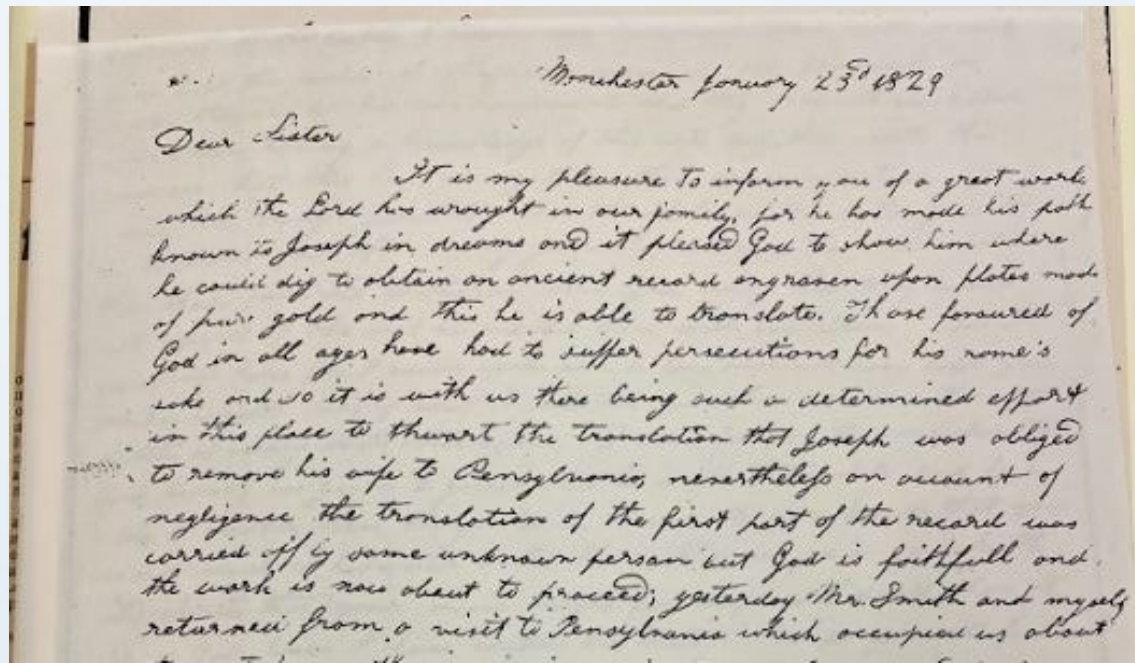 Monchester Jonuary 23rd 1829
Dear Sister
It is my pleasure to inform you of a great work
which the Lord has wrought in our family, for he has made his path
known to Joseph in dreams and it pleased God to show him where
he could dig to obtain an ancient record engraven upon plates made
of pure gold and this he is able to translate. Those favoured of
God in all ages have had to suffer persecutions for his name's
sake and so it is with us there being such a determined effort
in this place to thwart the translation that Joseph was obliged
to remove his wife to Pensylvania, nevertheless on account of
negligence the translation of the first part of the record was
carried off by some unknown person but God is faithfull and
the work is now about to proceed; yesterday Mr. Smith and myself
returned from a visit to Pensylvania which occupied us about